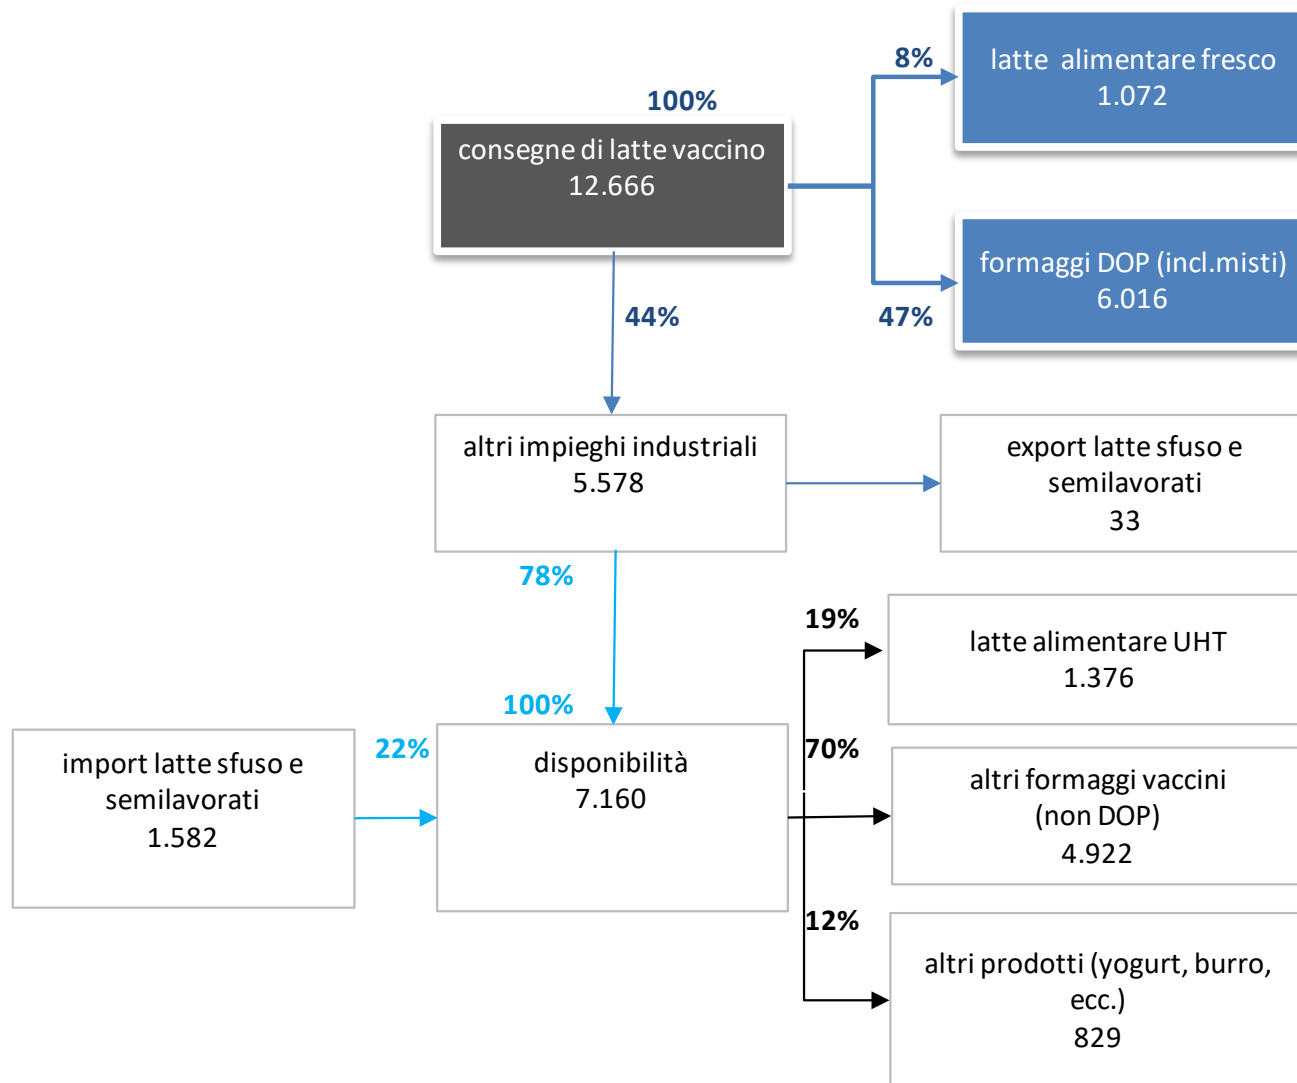 8%
latte alimentare fresco
1.072
100%
consegne di latte vaccino
12.666
formaggi DOP (incl.misti)
6.016
44%
47%
altri impieghi industriali
5.578
export latte sfuso e
semilavorati
33
78%
19%
latte alimentare UHT
1.376
100%
22%
import latte sfuso e
semilavorati
1.582
disponibilità
7.160
70%
altri formaggi vaccini
(non DOP)
4.922
12%
altri prodotti (yogurt, burro,
ecc.)
829